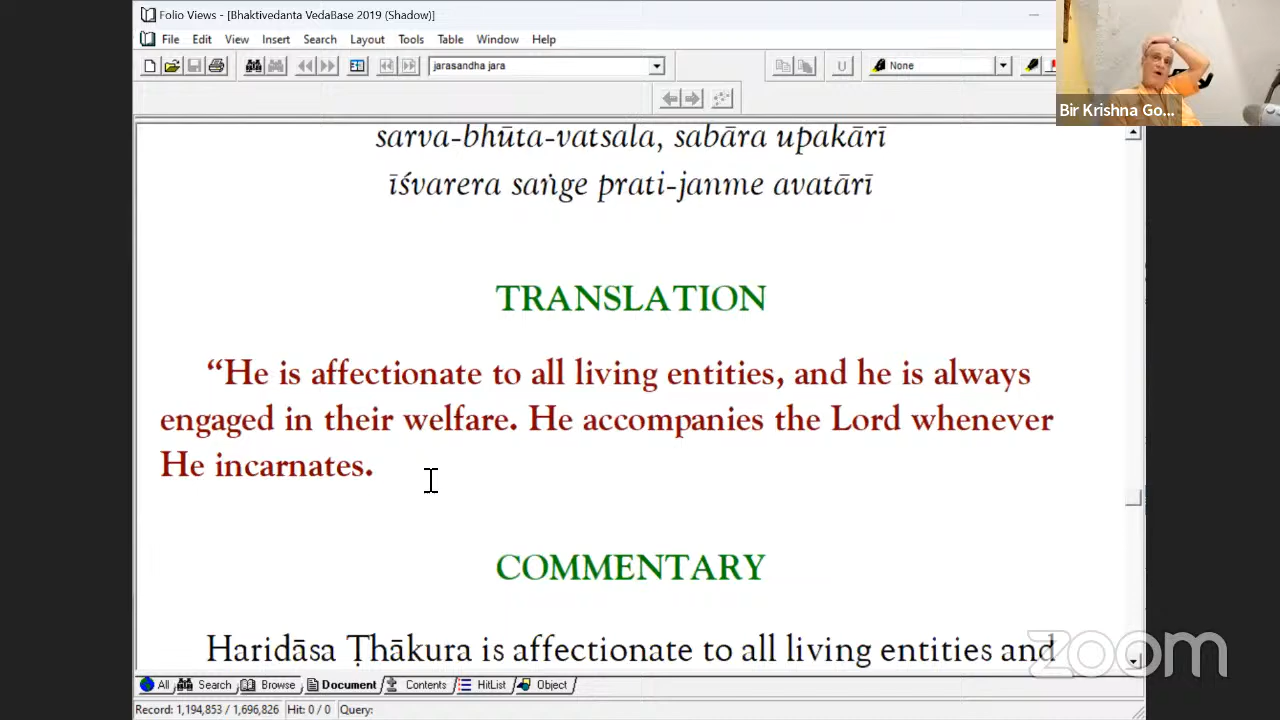 Folio Views - [Bhaktivedanta VedaBase 2019 (Shadow)]
File Edit View Insert Search Layout Tools Table Window Help
jarasandha jara
U
None
Bir Krishna Go...
sarva-bhūta-vatsala, sabāra upakārī
īśvarera saṅge prati-janme avatārī
TRANSLATION
“He is affectionate to all living entities, and he is always
engaged in their welfare. He accompanies the Lord whenever
He incarnates.
COMMENTARY
Haridāsa Ṭhākura is affectionate to all living entities and
zoom
All Search Browse Document Contents HitList Object
Record: 1,194,853 / 1,696,826 Hit: 0 / 0 Query: